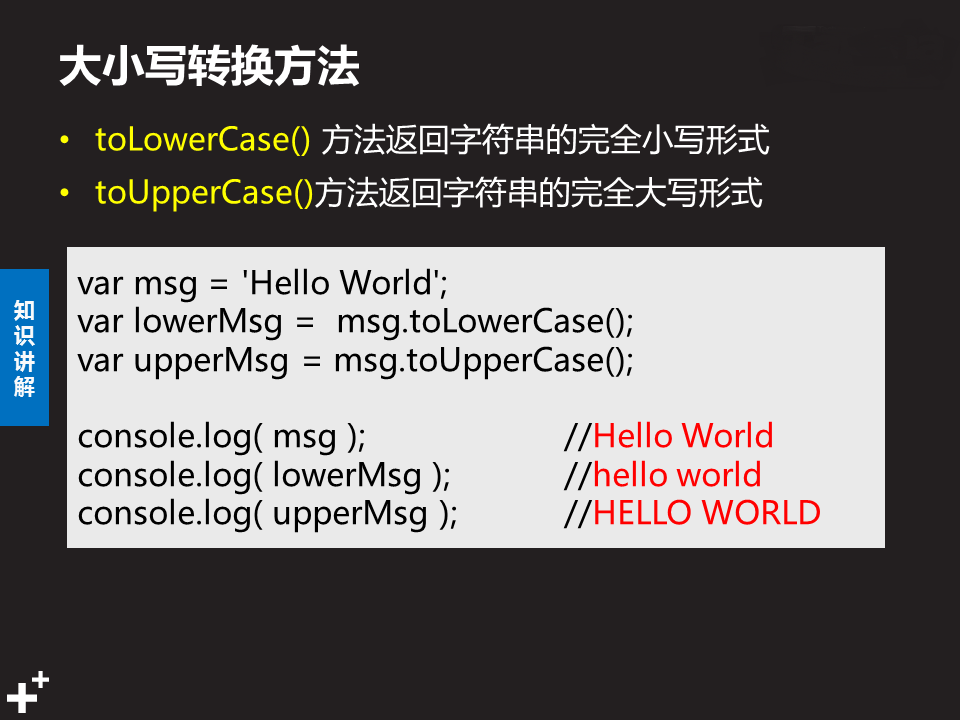 大小写转换方法
• toLowerCase() 方法返回字符串的完全小写形式
• toUpperCase()方法返回字符串的完全大写形式
知识讲解
var msg = 'Hello World';
var lowerMsg =  msg.toLowerCase();
var upperMsg = msg.toUpperCase();
console.log( msg ); //Hello World
console.log( lowerMsg ); //hello world
console.log( upperMsg ); //HELLO WORLD